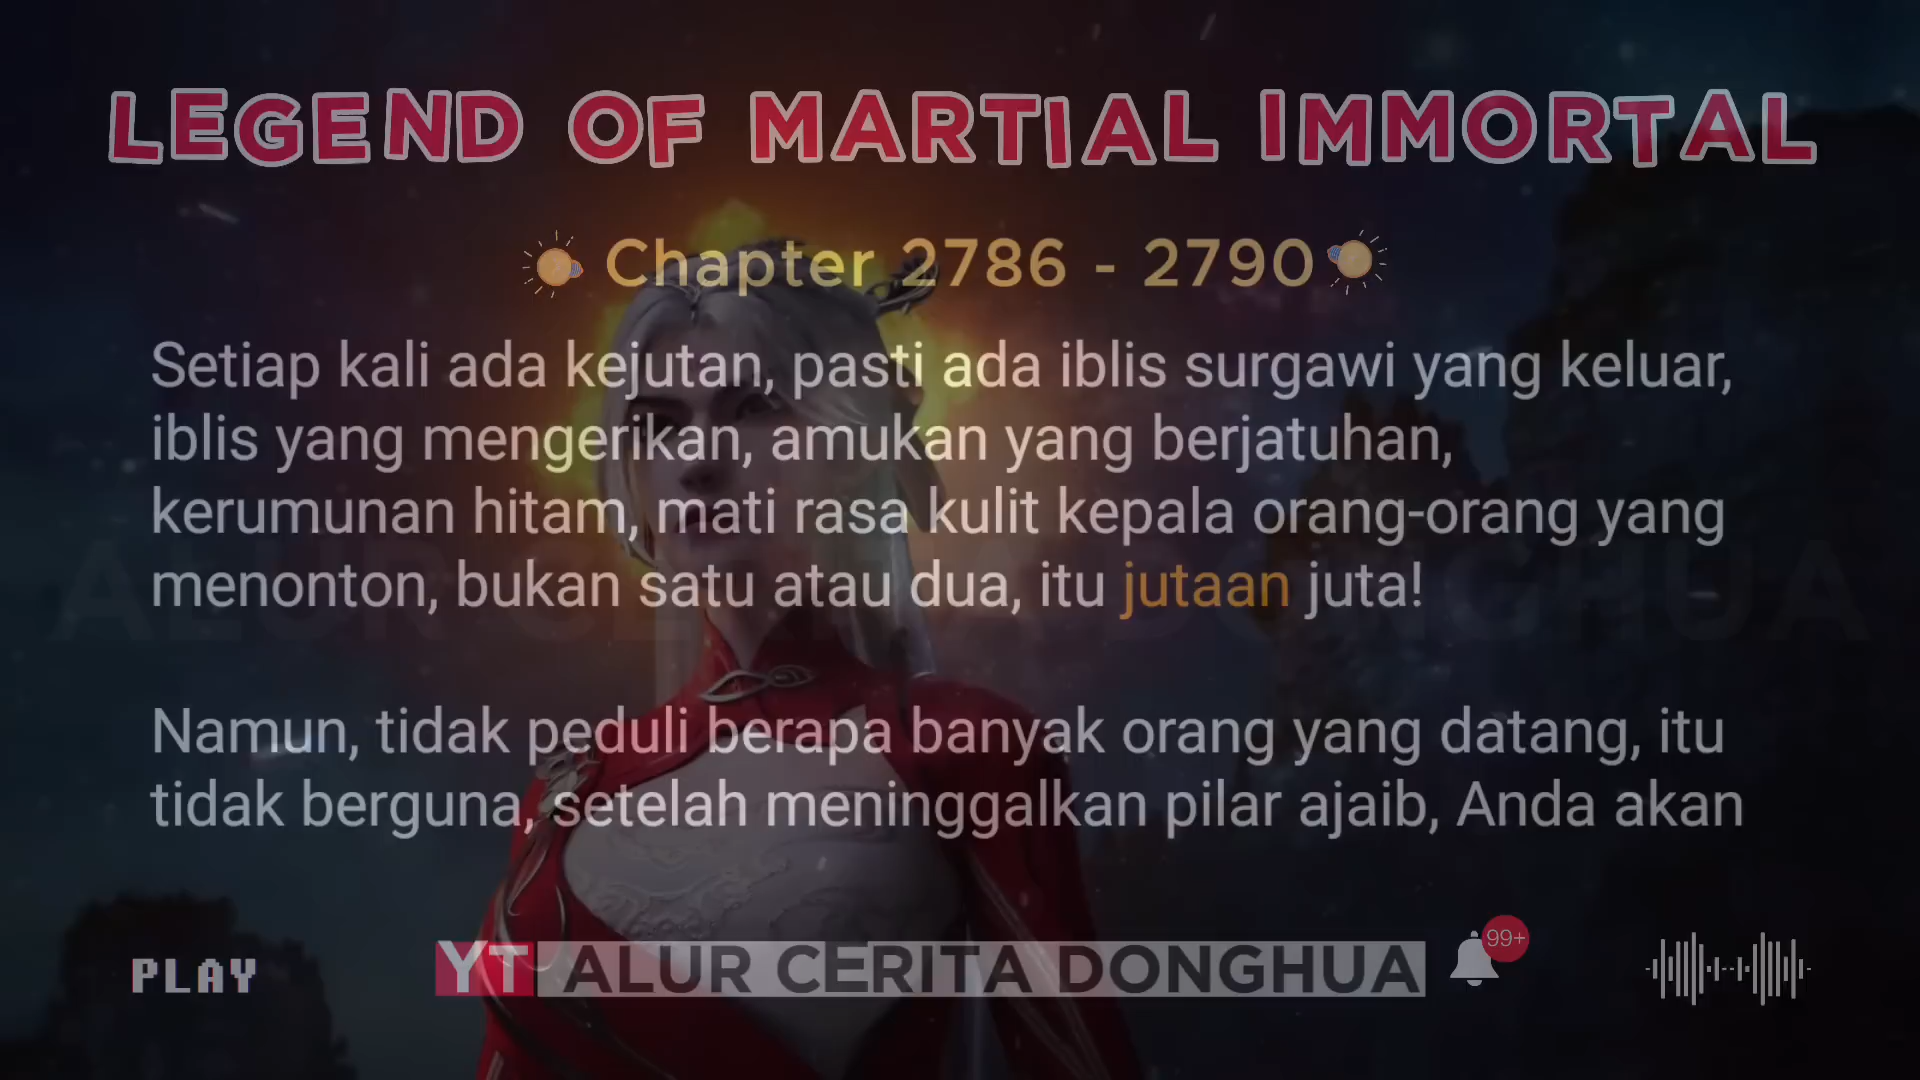 LEGEND OF MARTIAL IMMORTAL
Chapter 2786 - 2790
Setiap kali ada kejutan, pasti ada iblis surgawi yang keluar,
iblis yang mengerikan, amukan yang berjatuhan,
kerumunan hitam, mati rasa kulit kepala orang-orang yang
menonton, bukan satu atau dua, itu jutaan juta!
ALUR CERITA DONGHUA
Namun, tidak peduli berapa banyak orang yang datang, itu
tidak berguna, setelah meninggalkan pilar ajaib, Anda akan
PLAY
YT ALUR CERITA DONGHUA
99+